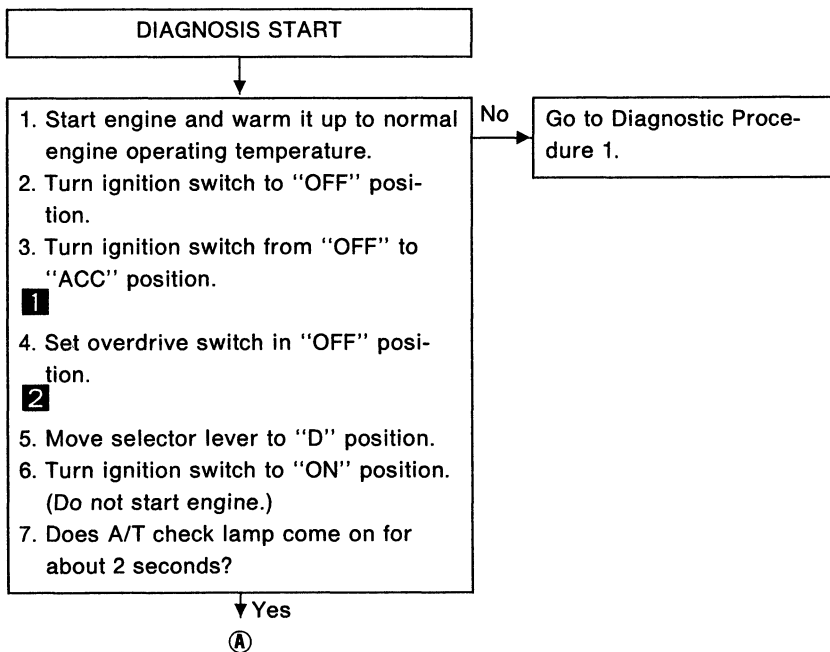 DIAGNOSIS START
1. Start engine and warm it up to normal
engine operating temperature.
2. Turn ignition switch to "OFF" posi-
tion.
3. Turn ignition switch from "OFF" to
"ACC" position.
1
4. Set overdrive switch in "OFF" posi-
tion.
2
5. Move selector lever to "D" position.
6. Turn ignition switch to "ON" position.
(Do not start engine.)
7. Does A/T check lamp come on for
about 2 seconds?
No
Go to Diagnostic Proce-
dure 1.
Yes
Ⓐ